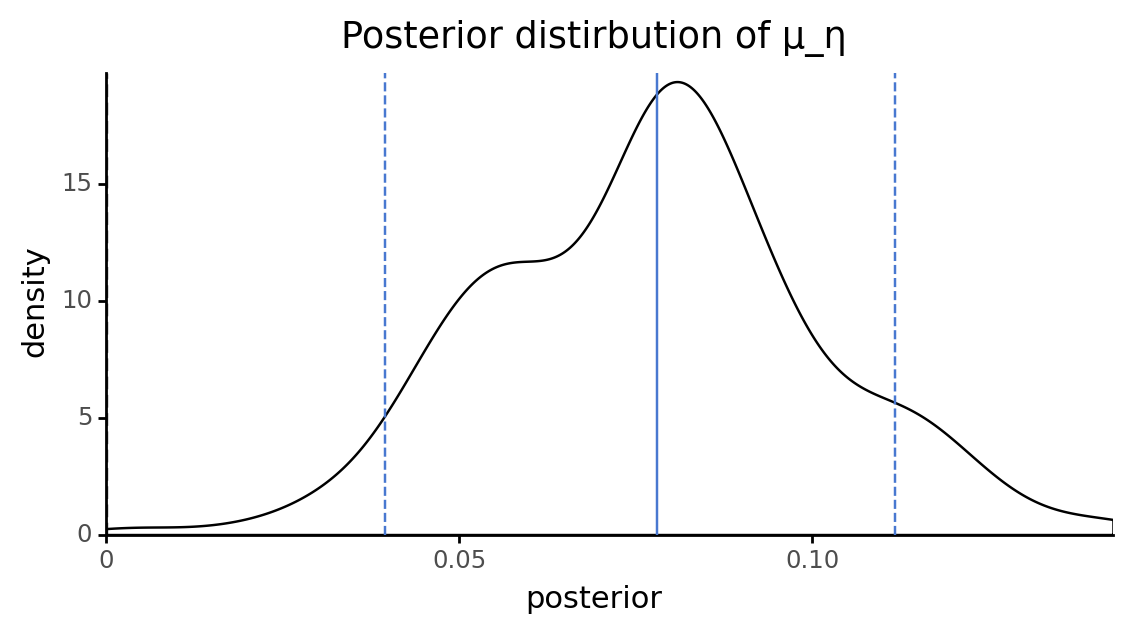 Posterior distirbution of μ_η
density
15
10
5
0
0
0.05
0.10
posterior